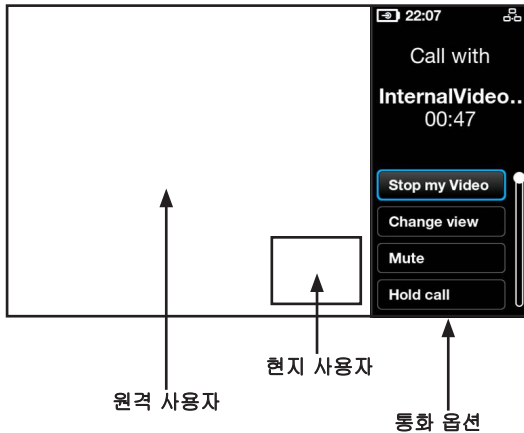 22:07
Call with
InternalVideo..
00:47
Stop my Video
Change view
Mute
Hold call
현지 사용자
원격 사용자
통화 옵션